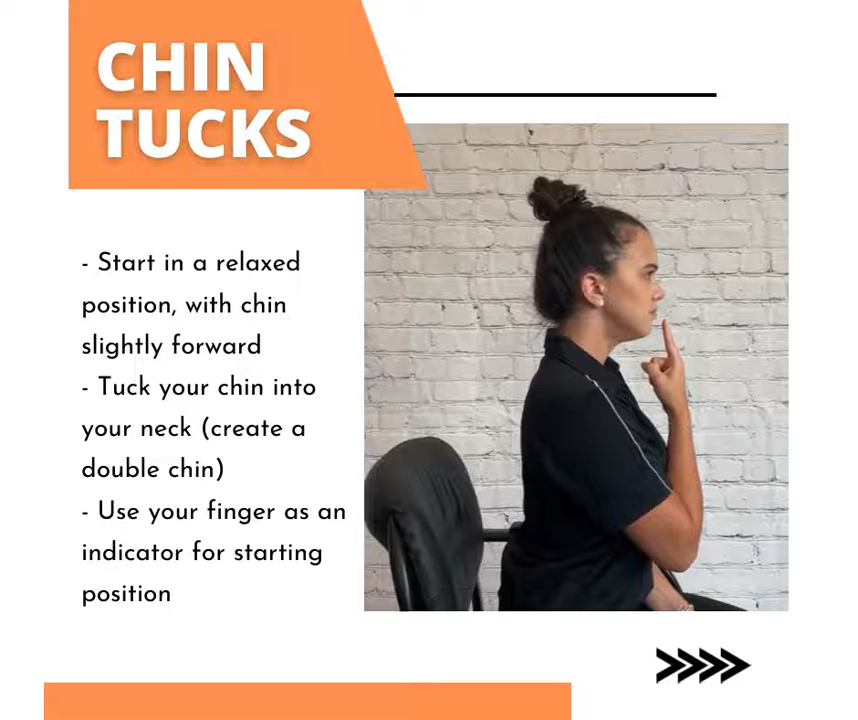 CHIN
TUCKS
- Start in a relaxed
position, with chin
slightly forward
- Tuck your chin into
your neck (create a
double chin)
- Use your finger as an
indicator for starting
position